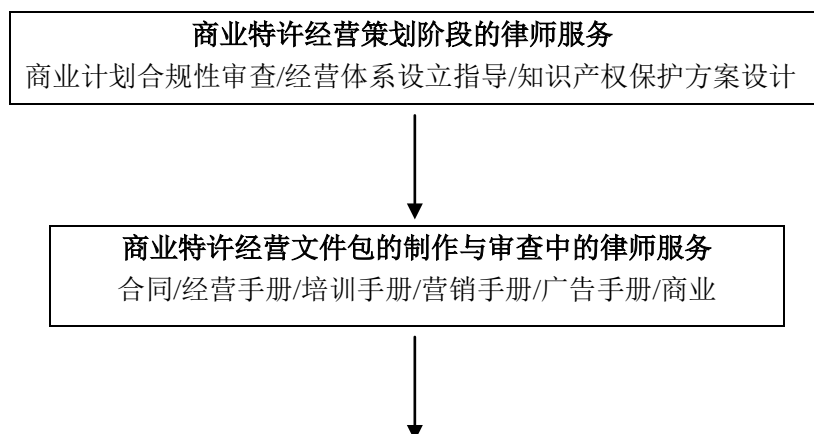 商业特许经营策划阶段的律师服务
商业计划合规性审查/经营体系设立指导/知识产权保护方案设计
商业特许经营文件包的制作与审查中的律师服务
合同/经营手册/培训手册/营销手册/广告手册/商业